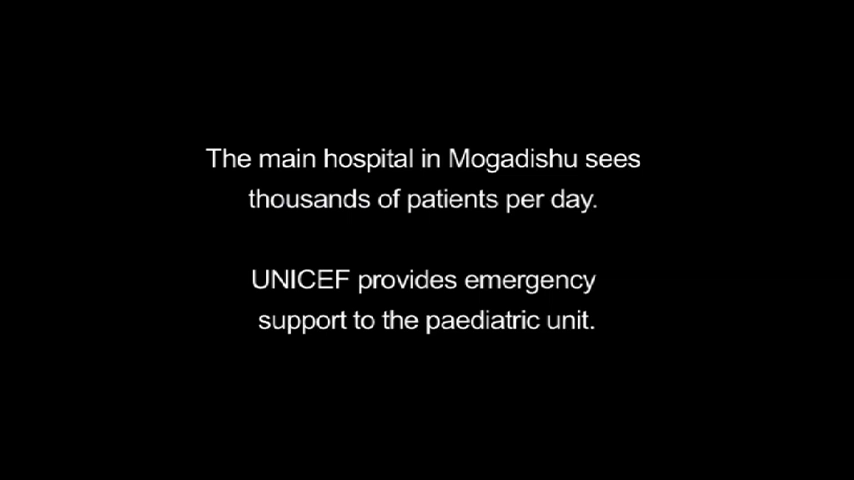 The main hospital in Mogadishu sees
thousands of patients per day.
UNICEF provides emergency
support to the paediatric unit.